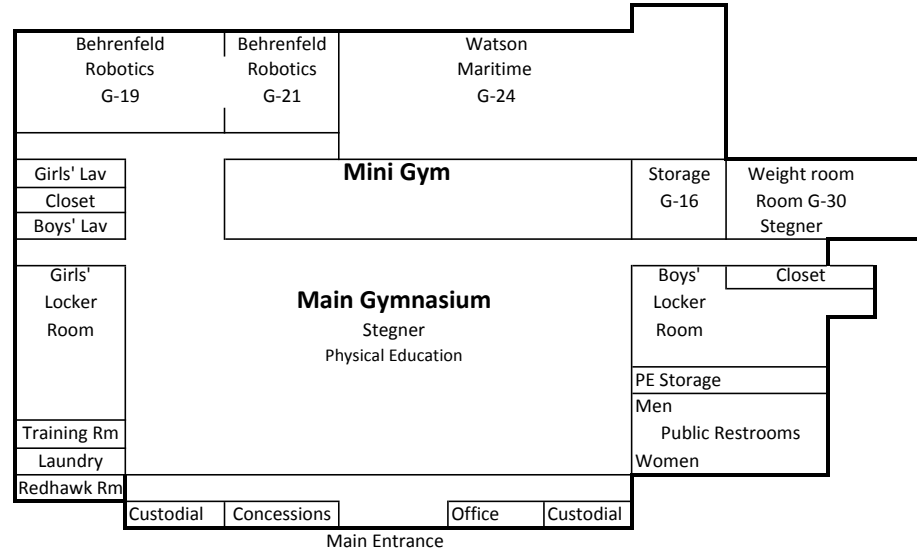 Behrenfeld
Robotics
G-19
Behrenfeld
Robotics
G-21
Watson
Maritime
G-24
Girls' Lav
Closet
Boys' Lav
Mini Gym
Storage
G-16
Weight room
Room G-30
Stegner
Girls'
Locker
Room
Main Gymnasium
Stegner
Physical Education
Boys'
Locker
Room
Closet
PE Storage
Men
Public Restrooms
Women
Training Rm
Laundry
Redhawk Rm
Custodial
Concessions
Office
Custodial
Main Entrance